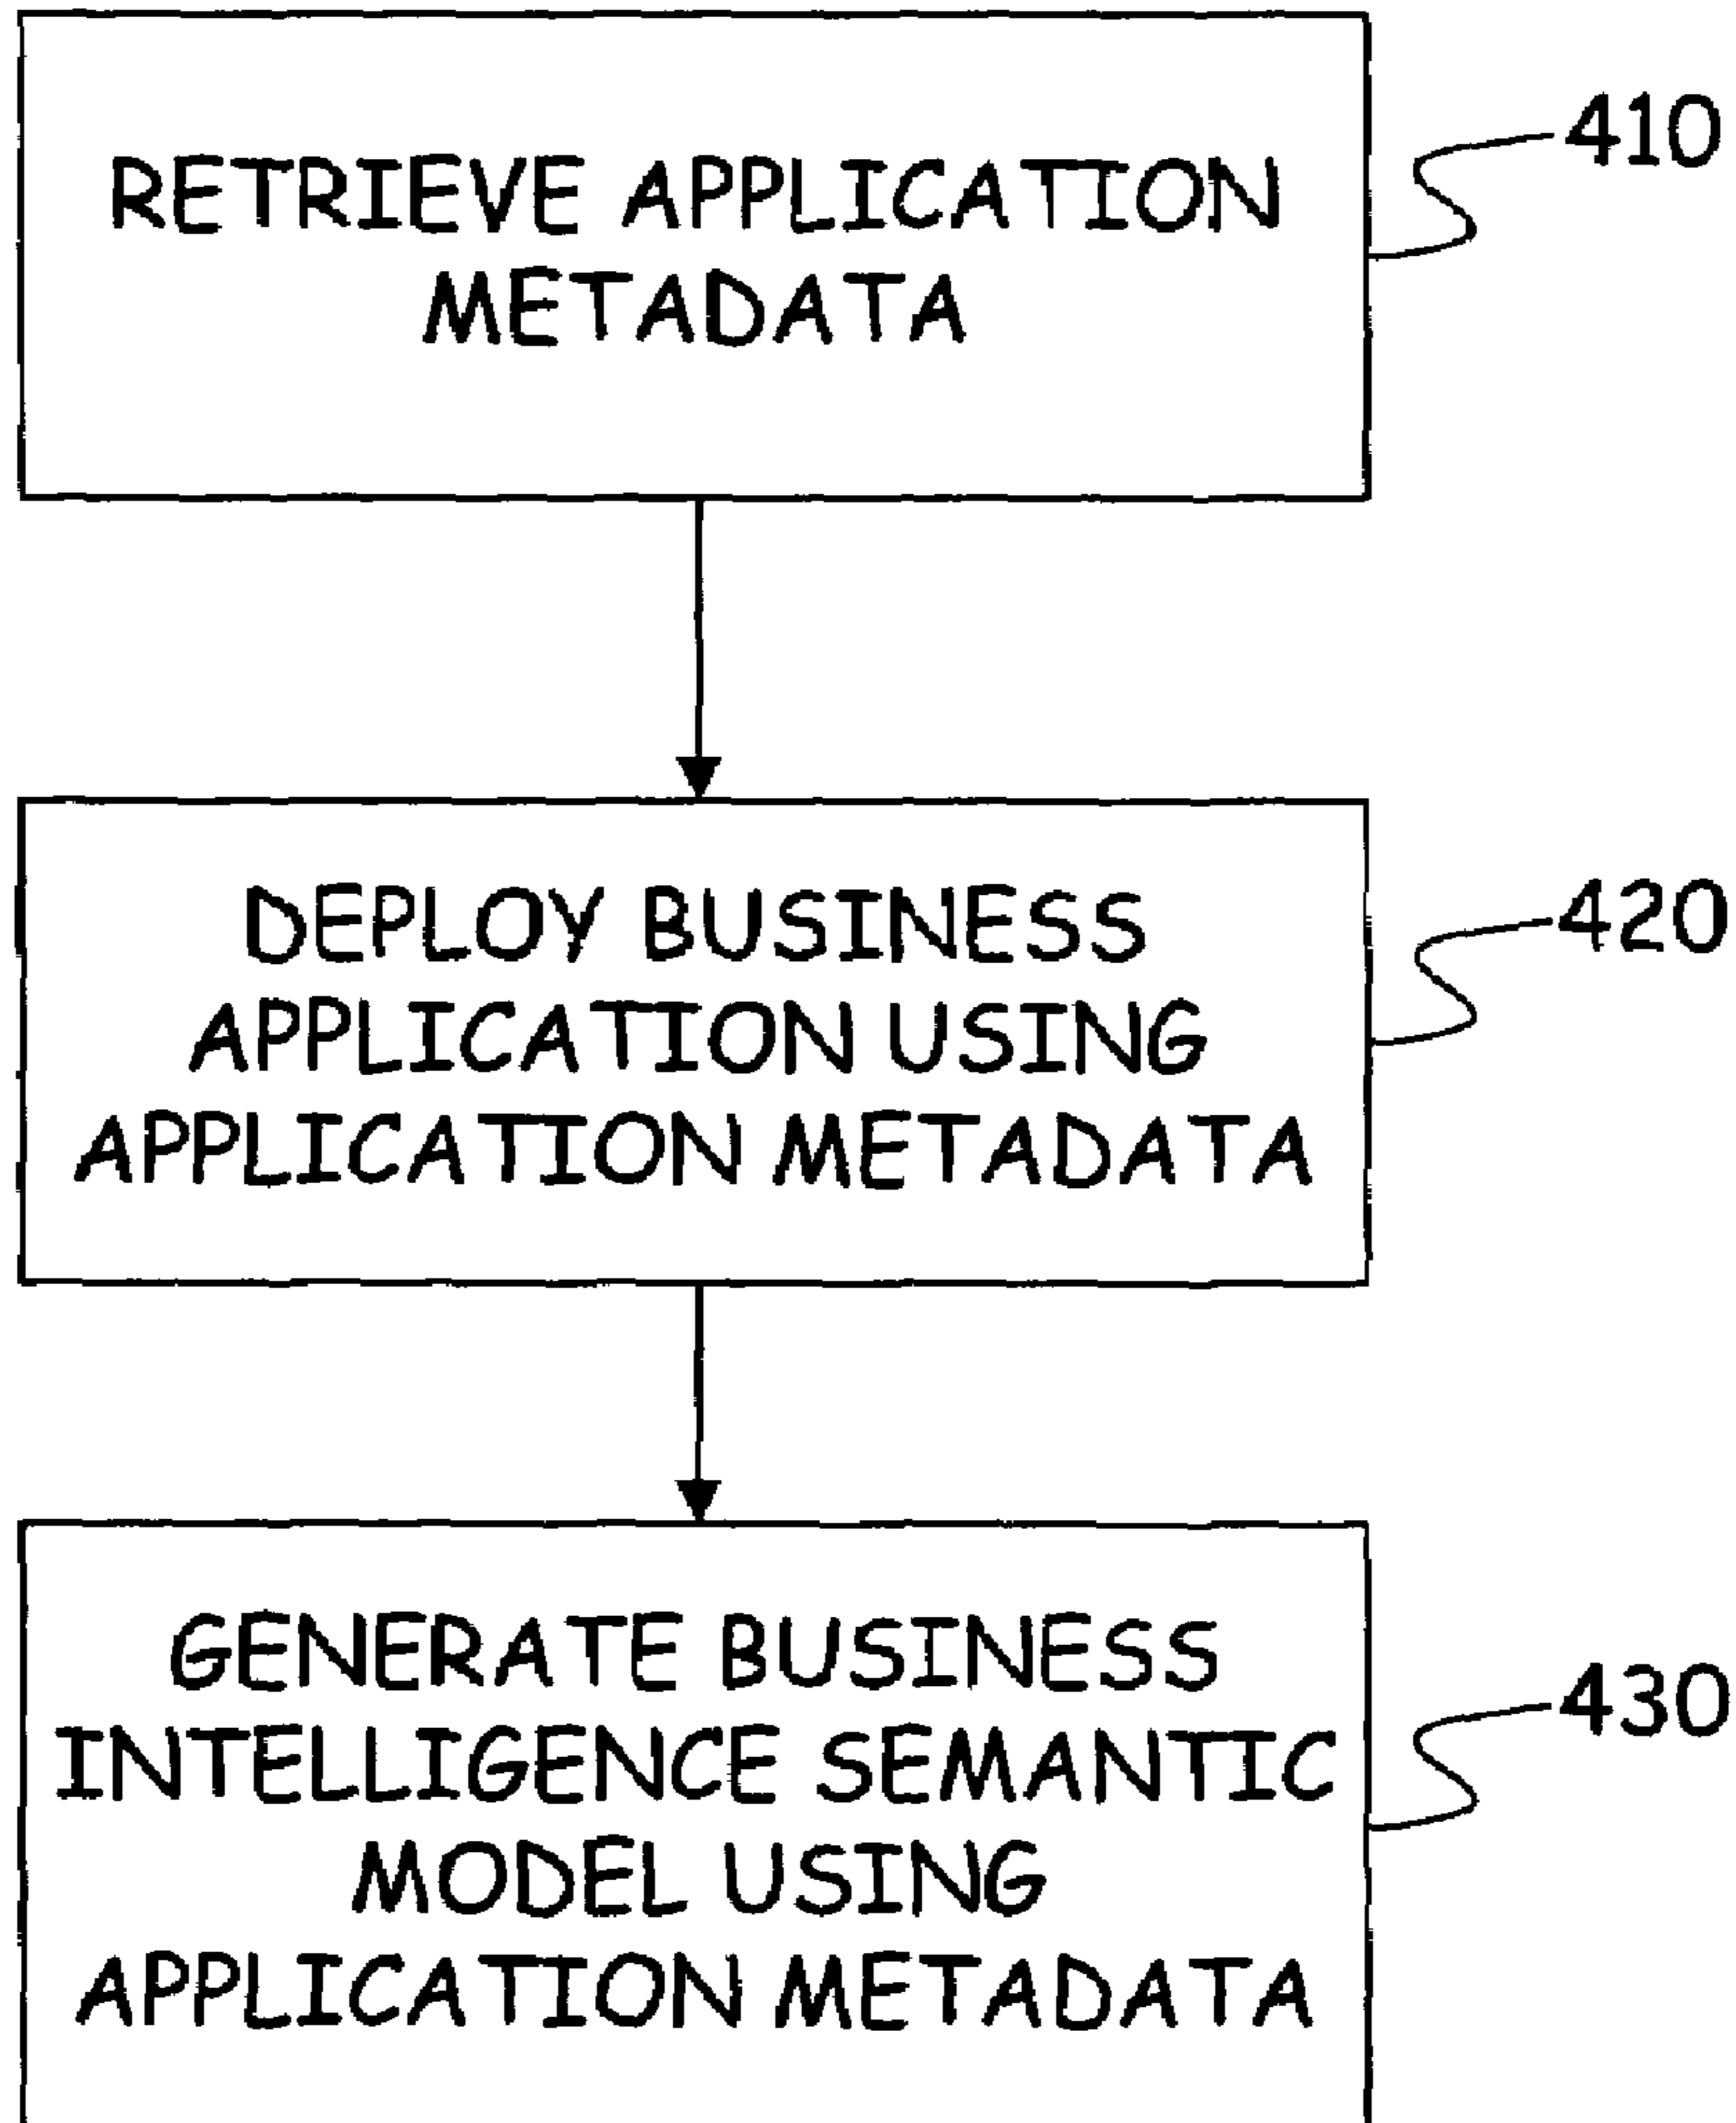 RETRIEVE APPLICATION
METADATA
410
DEPLOY BUSINESS
APPLICATION USING
APPLICATION METADATA
420
GENERATE BUSINESS
INTELLIGENCE SEMANTIC
MODEL USING
APPLICATION METADATA
430